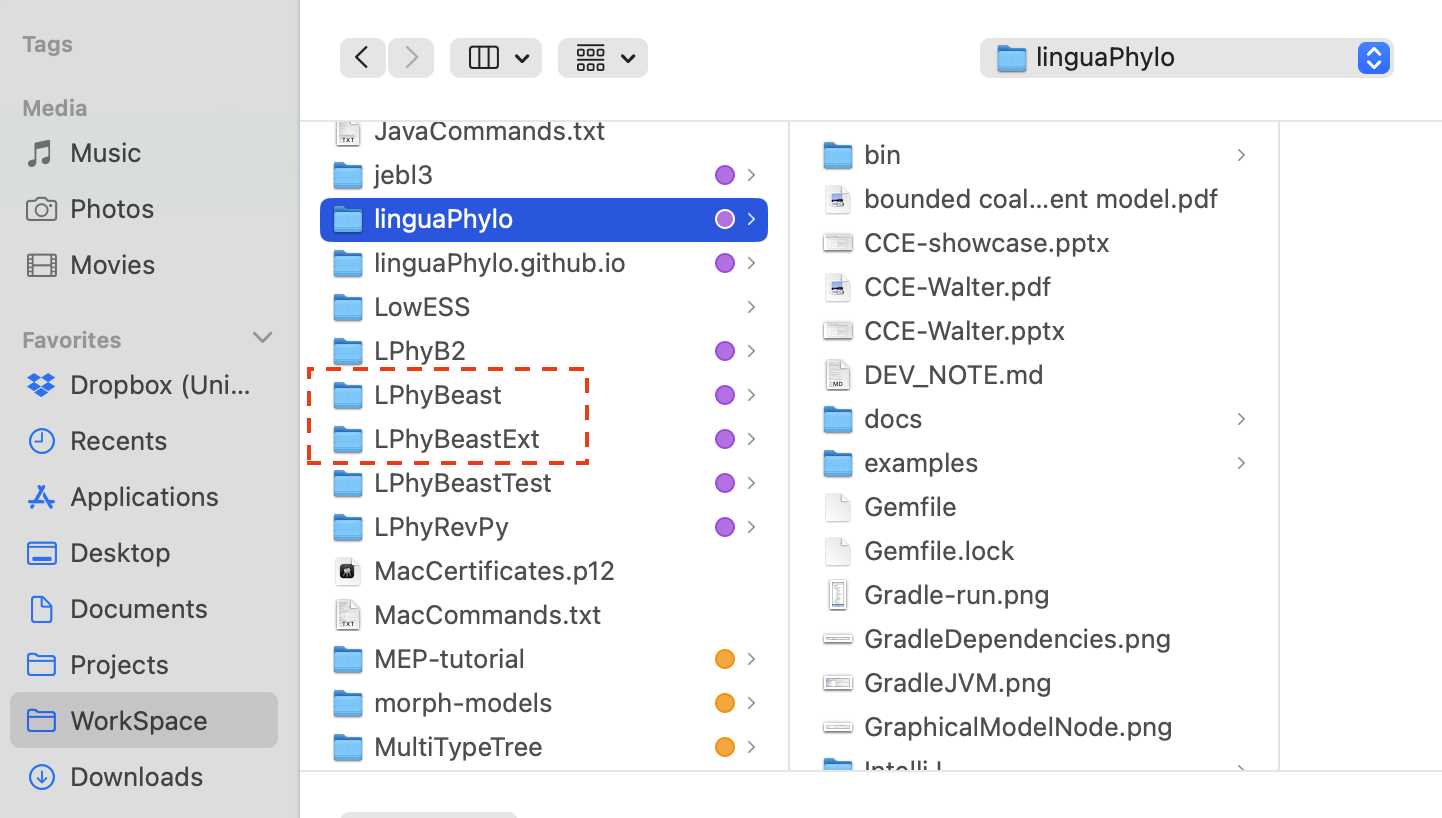 Tags
Media
Music
Photos
Movies
Favorites
Dropbox (Uni...
Recents
Applications
Desktop
Documents
Projects
WorkSpace
Downloads
linguaPhylo
JavaCommands.txt
jebl3
linguaPhylo
linguaPhylo.github.io
LowESS
LPhyB2
LPhyBeast
LPhyBeastExt
LPhyBeastTest
LPhyRevPy
MacCertificates.p12
MacCommands.txt
MEP-tutorial
morph-models
MultiTypeTree
bin
bounded coal...ent model.pdf
CCE-showcase.pptx
CCE-Walter.pdf
CCE-Walter.pptx
DEV_NOTE.md
docs
examples
Gemfile
Gemfile.lock
Gradle-run.png
GradleDependencies.png
GradleJVM.png
GraphicalModelNode.png